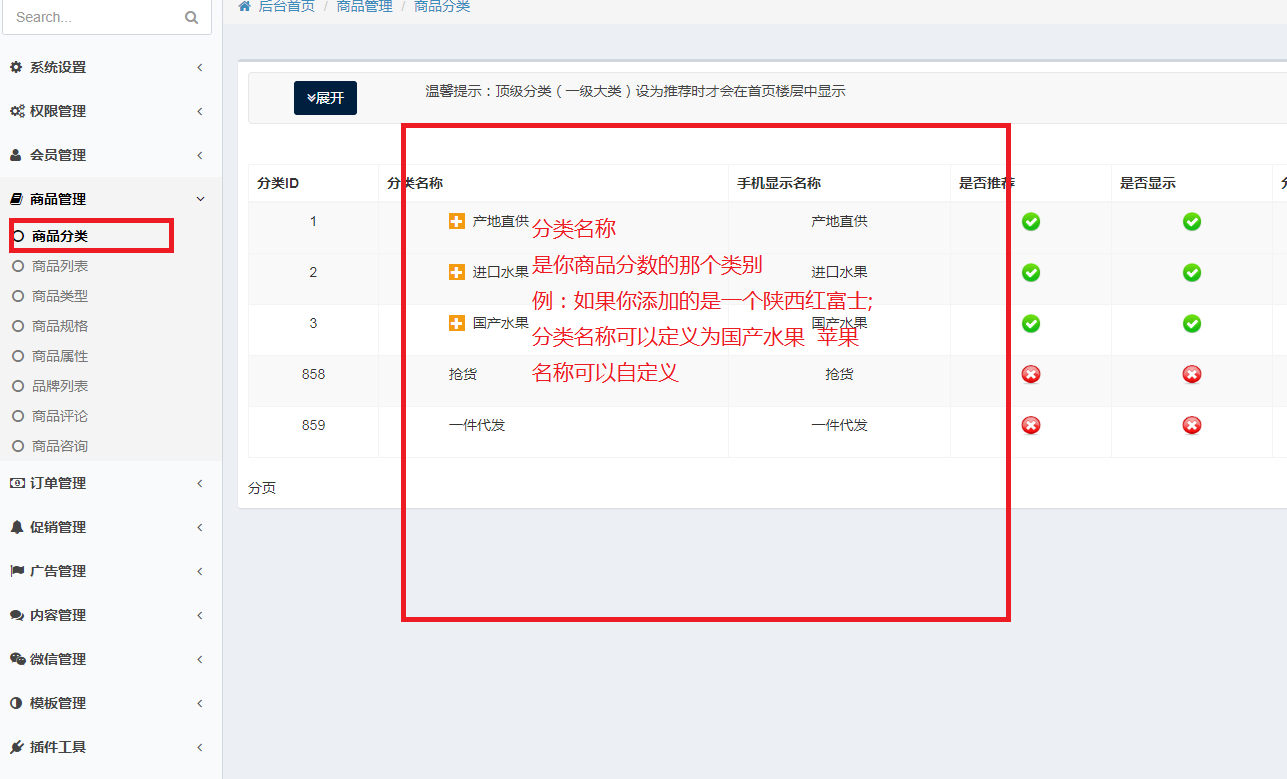 Search...
后台首页 / 商品管理 / 商品分类
系统设置
权限管理
会员管理
商品管理
商品分类
商品列表
商品类型
商品规格
商品属性
品牌列表
商品评论
商品咨询
订单管理
促销管理
广告管理
内容管理
微信管理
模板管理
插件工具
展开
温馨提示：顶级分类（一级大类）设为推荐时才会在首页楼层中显示
分类ID 分类名称 手机显示名称 是否推荐 是否显示
1 产地直供 产地直供
2 进口水果 进口水果
3 国产水果 国产水果
858 抢货 抢货
859 一件代发 一件代发
分类名称
是你商品分数的那个类别
例：如果你添加的是一个陕西红富士;
分类名称可以定义为国产水果 苹果
名称可以自定义
分页